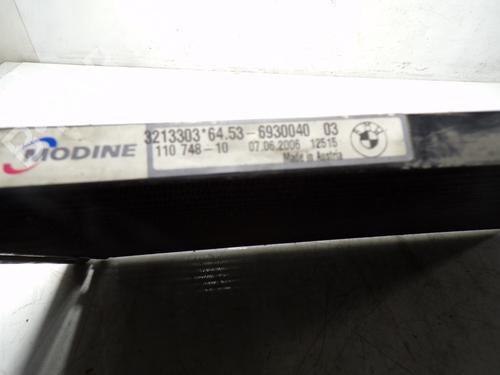 MODINE
3213303*64.53-6930040 03
110 748-10 07.06.2006 12515
Made in Austria
BMW